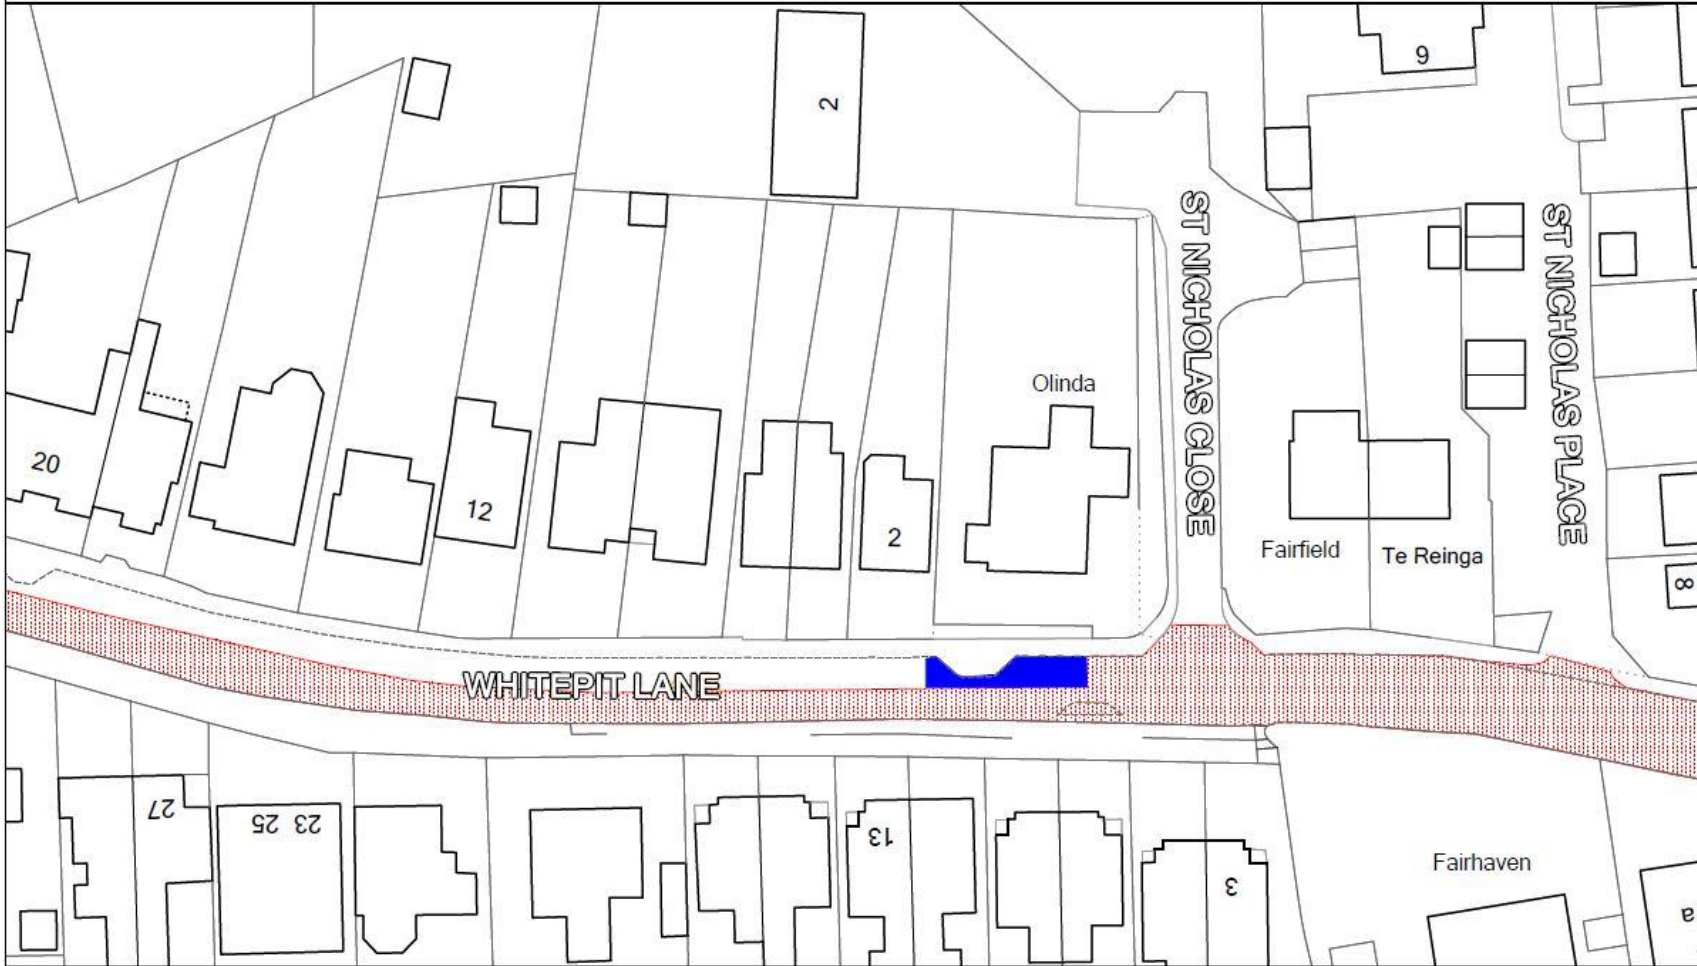 9
2
ST NICHOLAS CLOSE
ST NICHOLAS PLACE
Olinda
20
12
2
Fairfield
Te Reinga
8
WHITEPIT LANE
27
23 25
13
3
Fairhaven
a